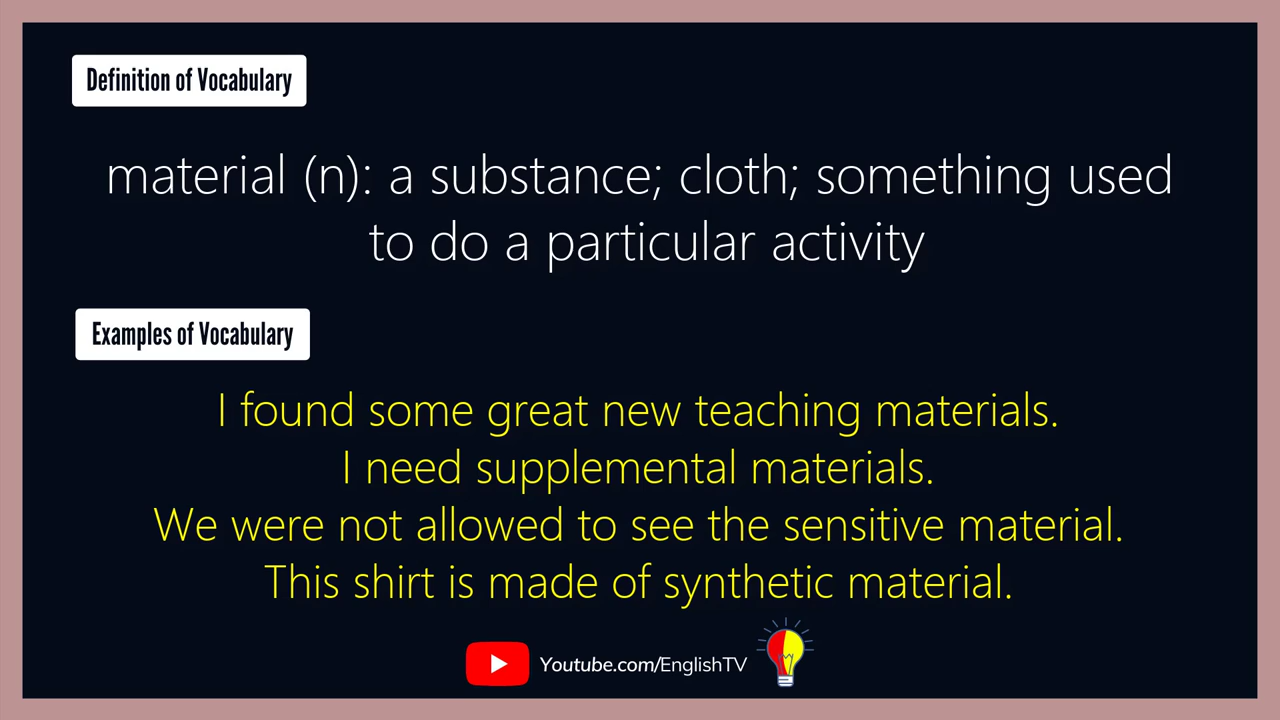 Definition of Vocabulary
material (n): a substance; cloth; something used
to do a particular activity
Examples of Vocabulary
I found some great new teaching materials.
I need supplemental materials.
We were not allowed to see the sensitive material.
This shirt is made of synthetic material.
Youtube.com/EnglishTV